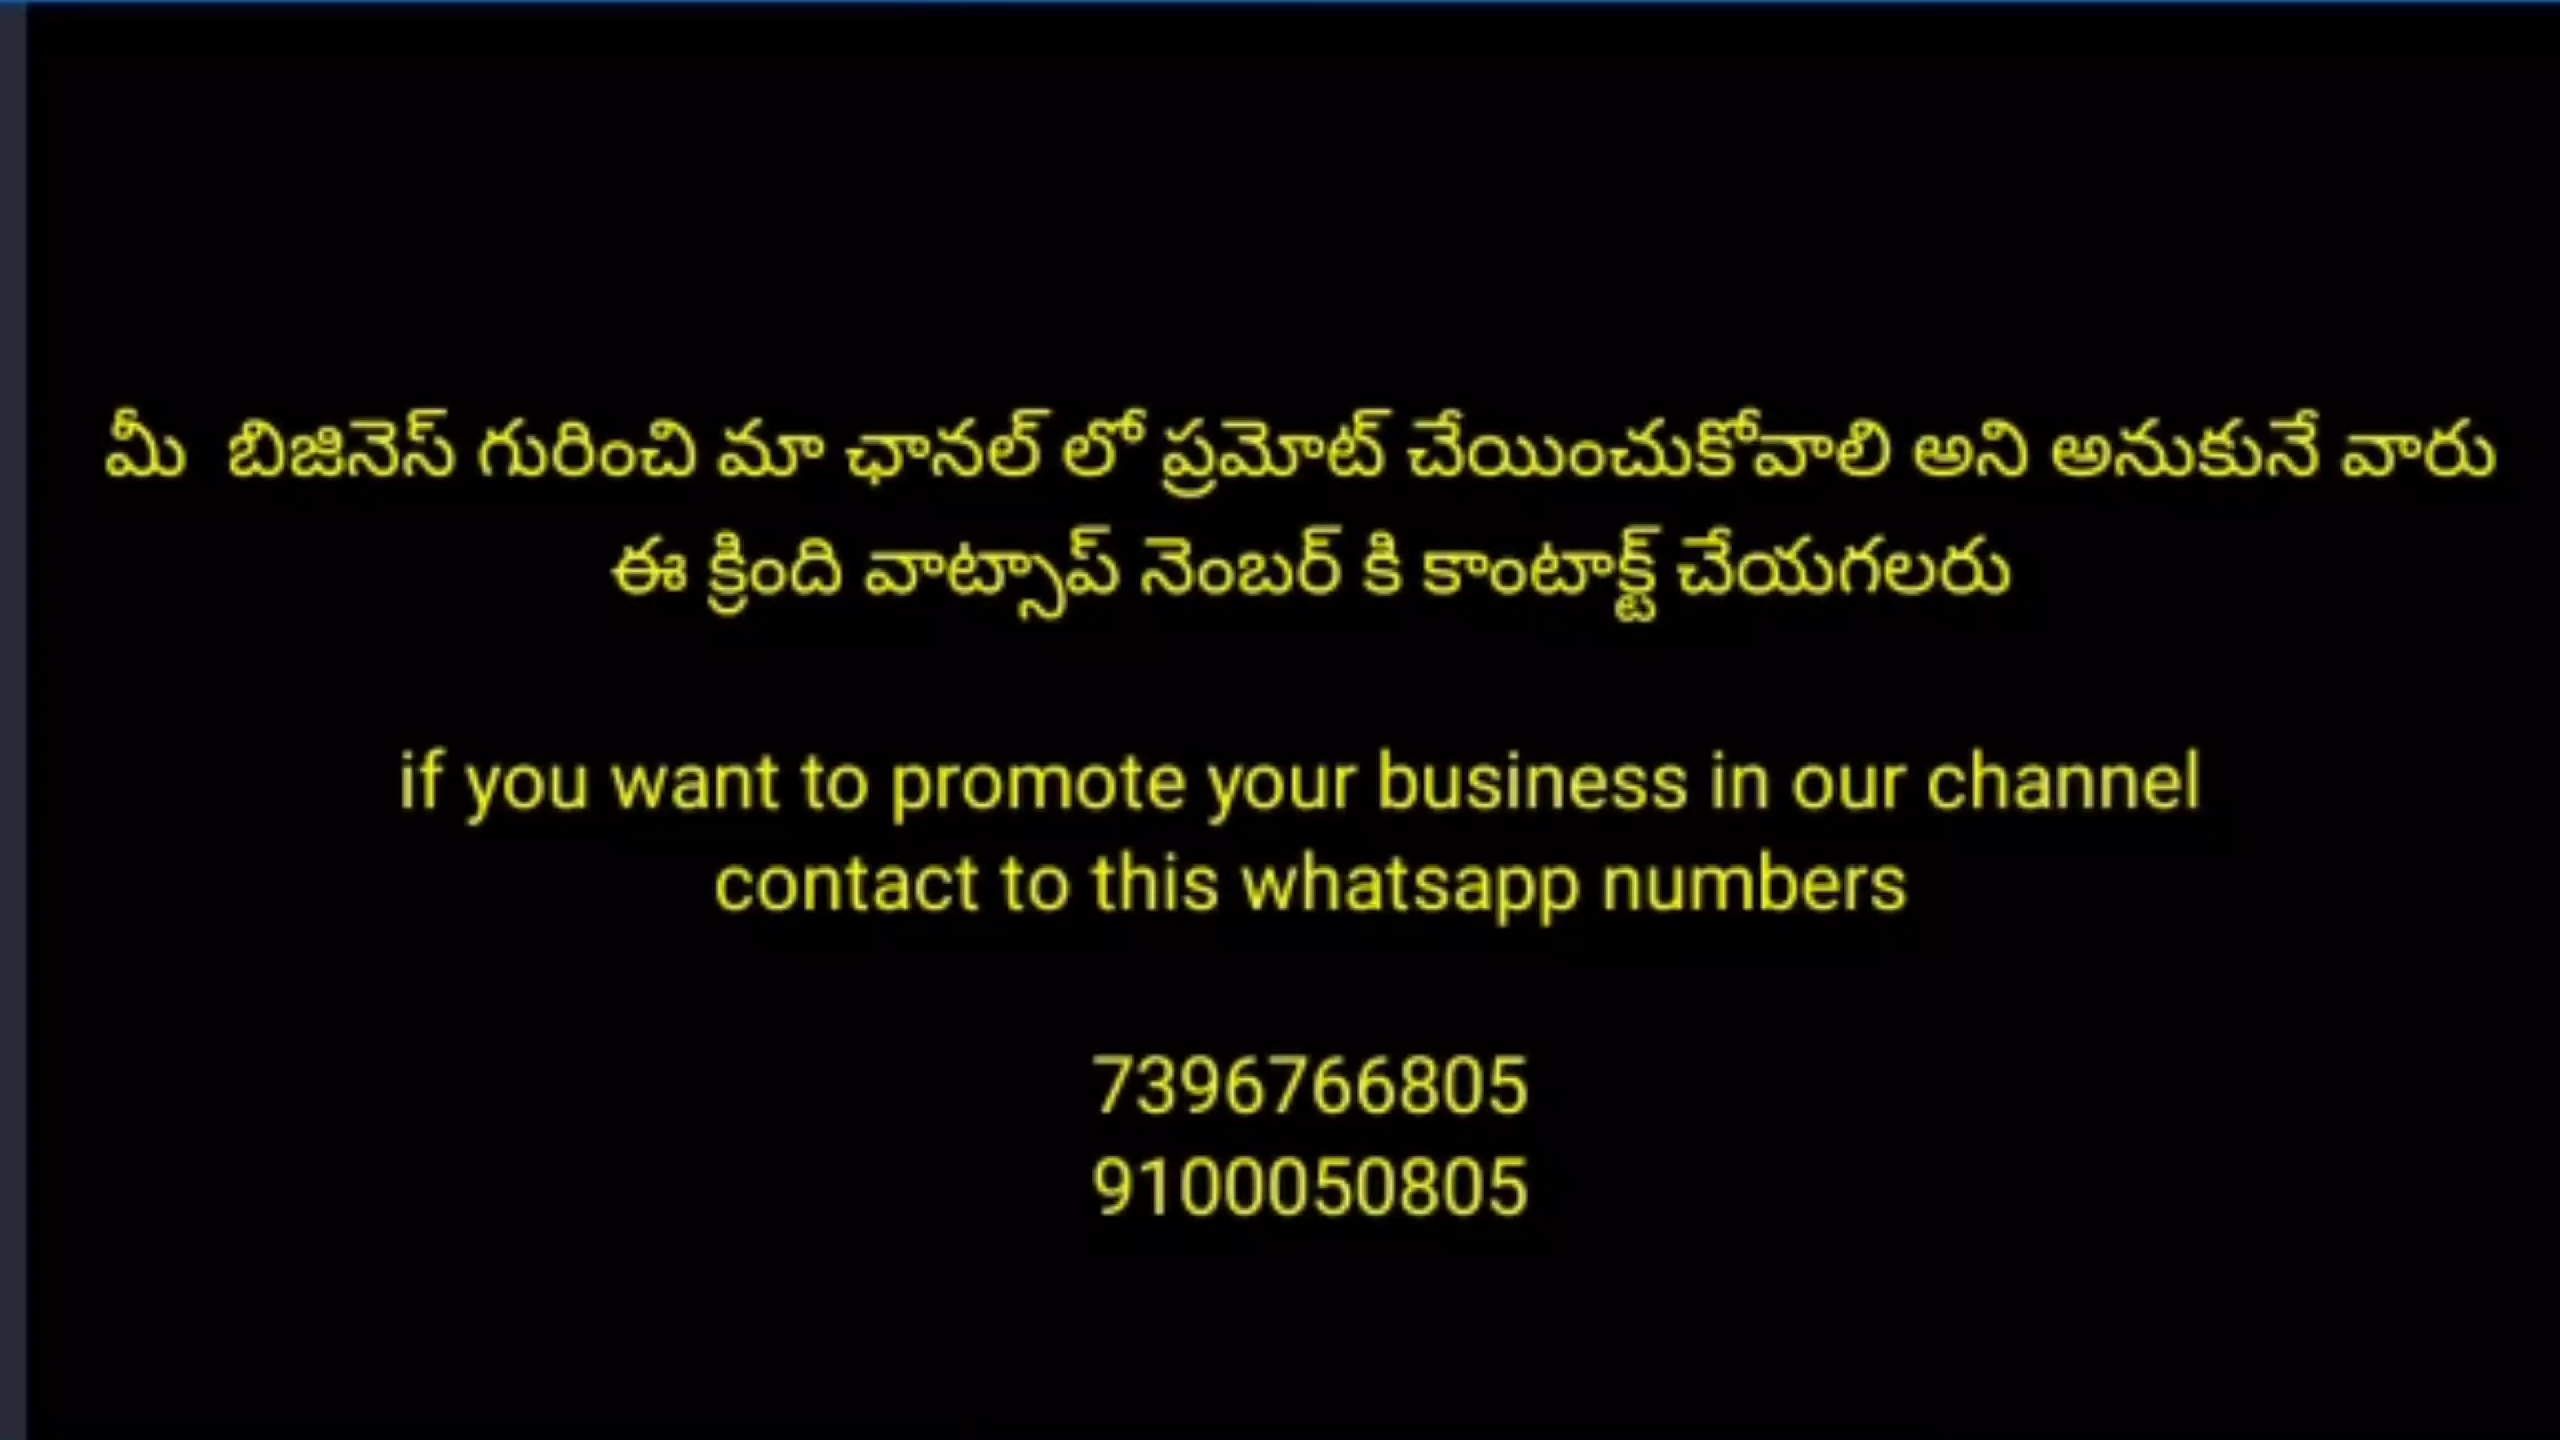 మీ  బిజినెస్ గురించి మా ఛానల్ లో ప్రమోట్ చేయించుకోవాలి అని అనుకునే వారు
ఈ క్రింది వాట్సాప్ నెంబర్ కి కాంటాక్ట్ చేయగలరు
if you want to promote your business in our channel
contact to this whatsapp numbers
7396766805
9100050805